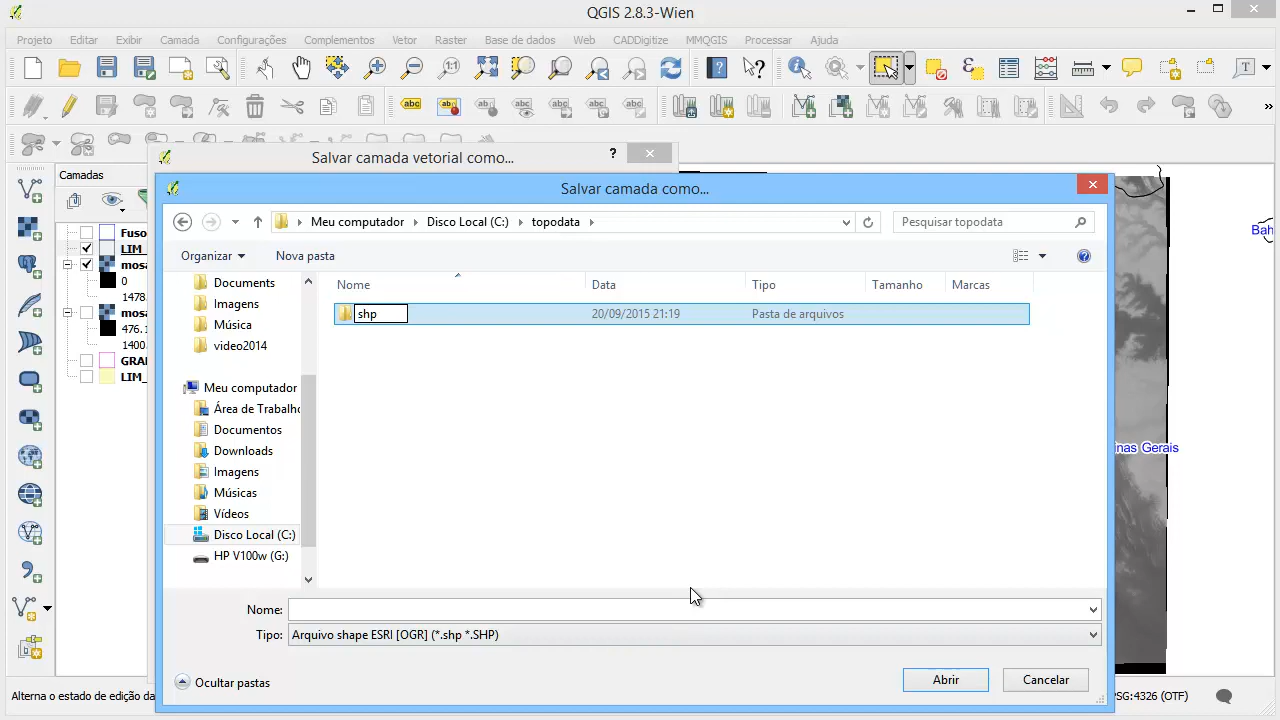 QGIS 2.8.3-Wien
Projeto Editar Exibir Camada Configurações Complementos Vetor Raster Base de dados Web CADDigitize MMQGIS Processar Ajuda
Salvar camada vetorial como...
Camadas
Salvar camada como...
Meu computador Disco Local (C:) topodata
Pesquisar topodata
Organizar Nova pasta
Fuso
LIM
mosa
0
1478.
mosa
476.1
1400.
GRA
LIM_
Documents
Imagens
Música
video2014
Meu computador
Área de Trabalho
Documentos
Downloads
Imagens
Músicas
Vídeos
Disco Local (C:)
HP V100w (G:)
Nome Data Tipo Tamanho Marcas
shp 20/09/2015 21:19 Pasta de arquivos
Bah
inas Gerais
Nome:
Tipo: Arquivo shape ESRI [OGR] (*.shp *.SHP)
Ocultar pastas
Abrir Cancelar
Alterna o estado de edição da
PSG:4326 (OTF)